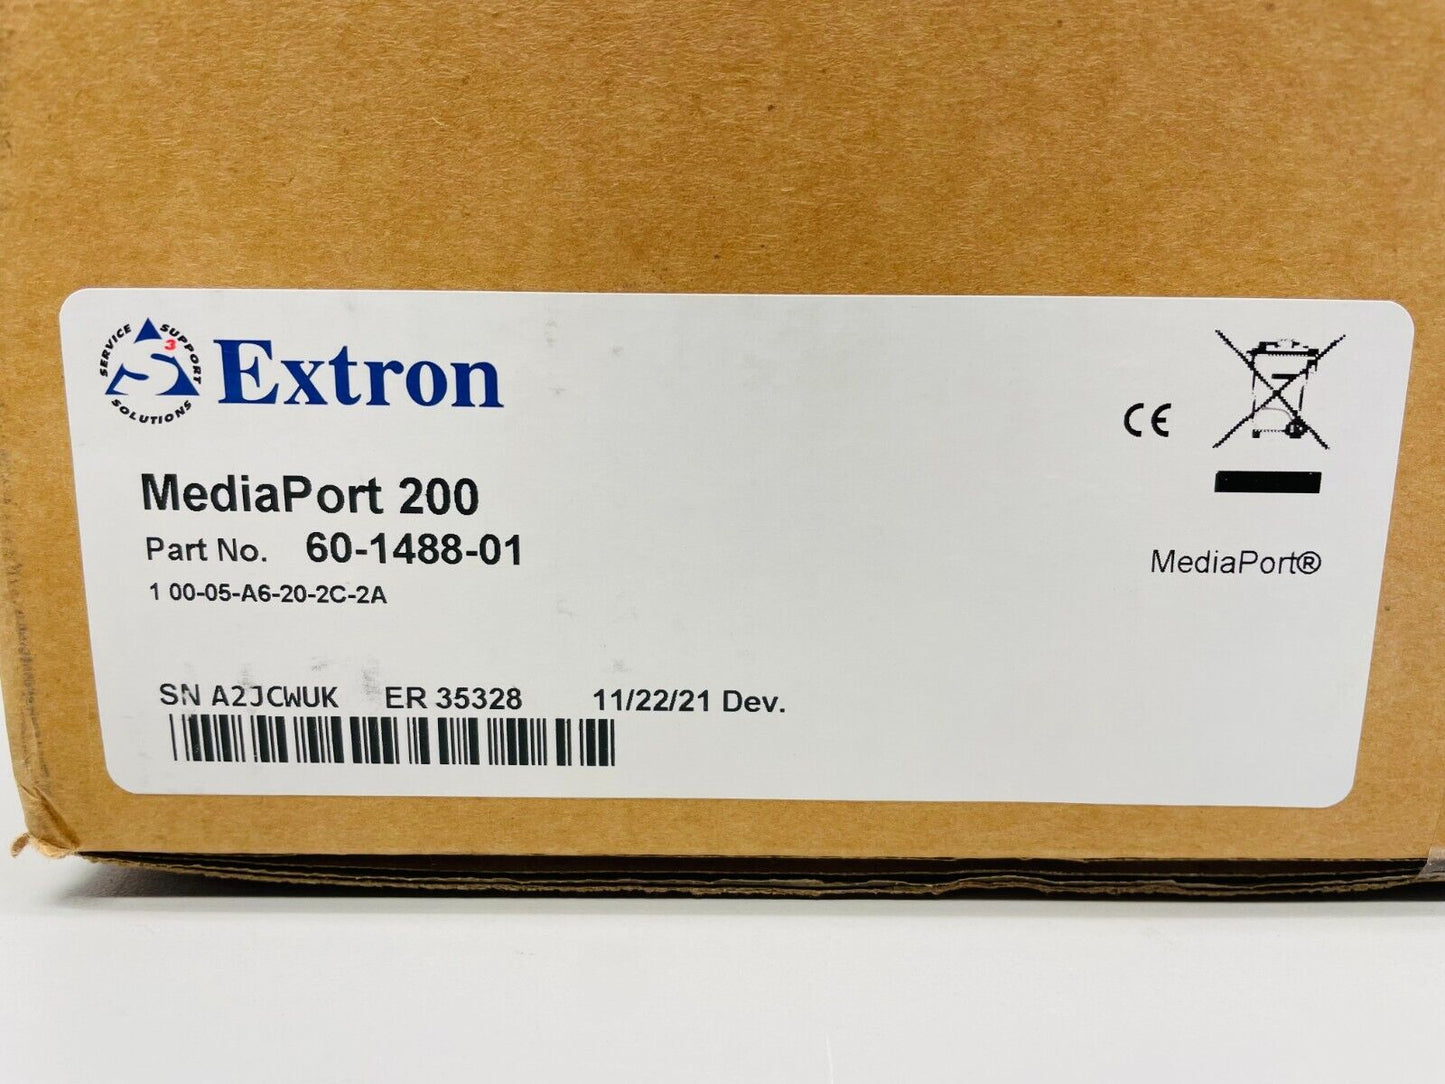 SERVICE SUPPORT SOLUTIONS
S3
Extron
CE
MediaPort 200
Part No. 60-1488-01
MediaPort®
1 00-05-A6-20-2C-2A
SN A2JCWUK ER 35328 11/22/21 Dev.